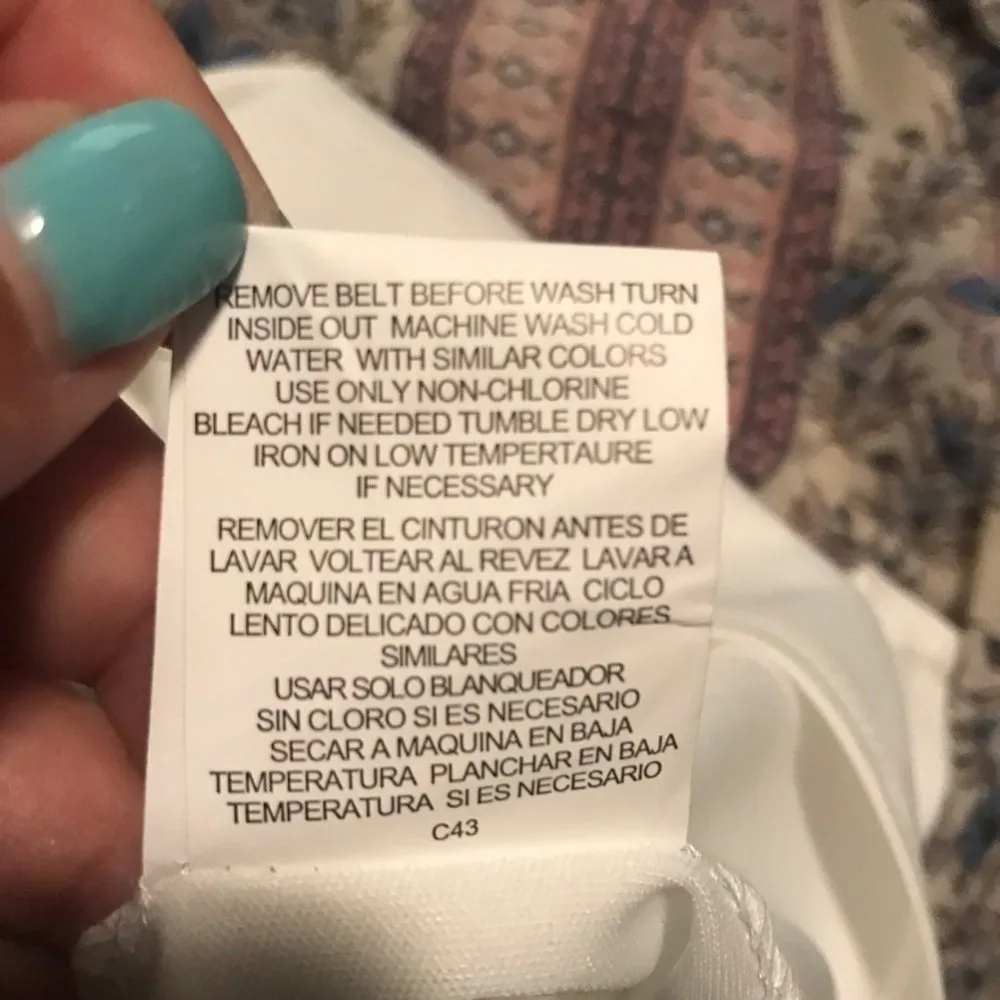 REMOVE BELT BEFORE WASH TURN
INSIDE OUT MACHINE WASH COLD
WATER WITH SIMILAR COLORS
USE ONLY NON-CHLORINE
BLEACH IF NEEDED TUMBLE DRY LOW
IRON ON LOW TEMPERTAURE
IF NECESSARY
REMOVER EL CINTURON ANTES DE
LAVAR VOLTEAR AL REVEZ LAVAR A
MAQUINA EN AGUA FRIA CICLO
LENTO DELICADO CON COLORES
SIMILARES
USAR SOLO BLANQUEADOR
SIN CLORO SI ES NECESARIO
SECAR A MAQUINA EN BAJA
TEMPERATURA PLANCHAR EN BAJA
TEMPERATURA SI ES NECESARIO
C43